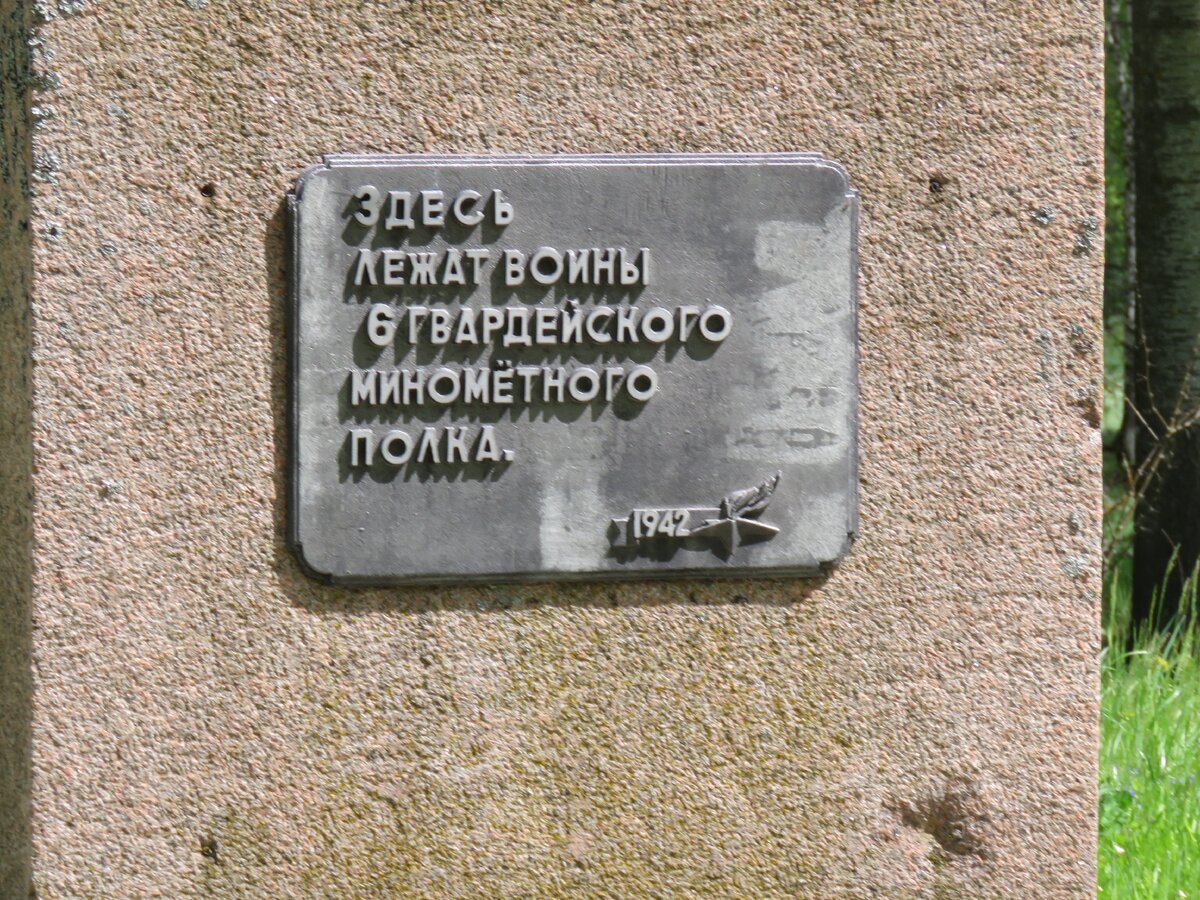 ЗДЕСЬ
ЛЕЖАТ ВОИНЫ
6 ГВАРДЕЙСКОГО
МИНОМЁТНОГО
ПОЛКА.
1942